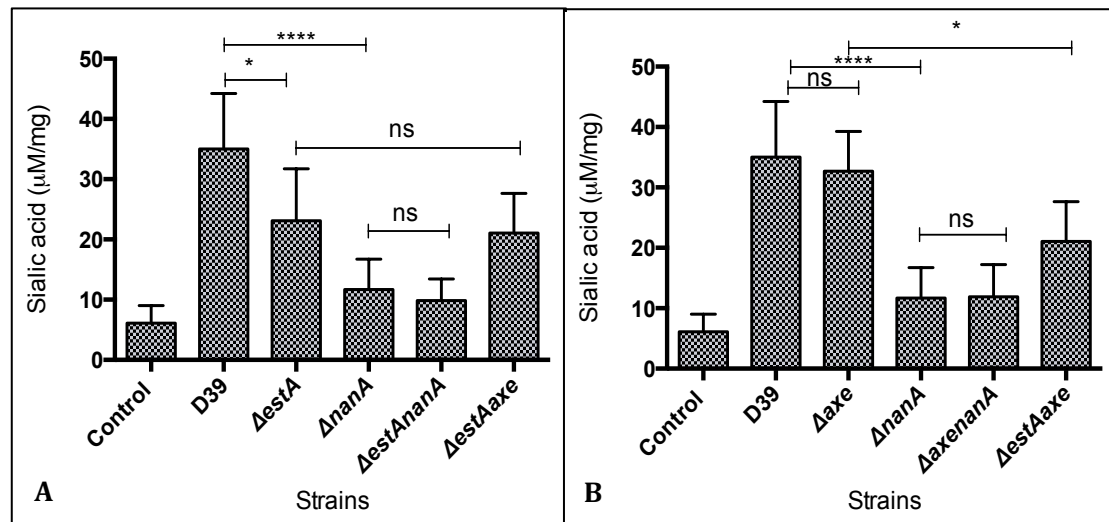 ****
*
ns
ns
50
40
30
20
10
0
Sialic acid (µM/mg)
Control
D39
ΔestA
ΔnanA
ΔestAnanA
ΔestAaxe
A
Strains
*
****
ns
ns
50
40
30
20
10
0
Sialic acid (µM/mg)
Control
D39
Δaxe
ΔnanA
ΔaxenanA
ΔestAaxe
B
Strains